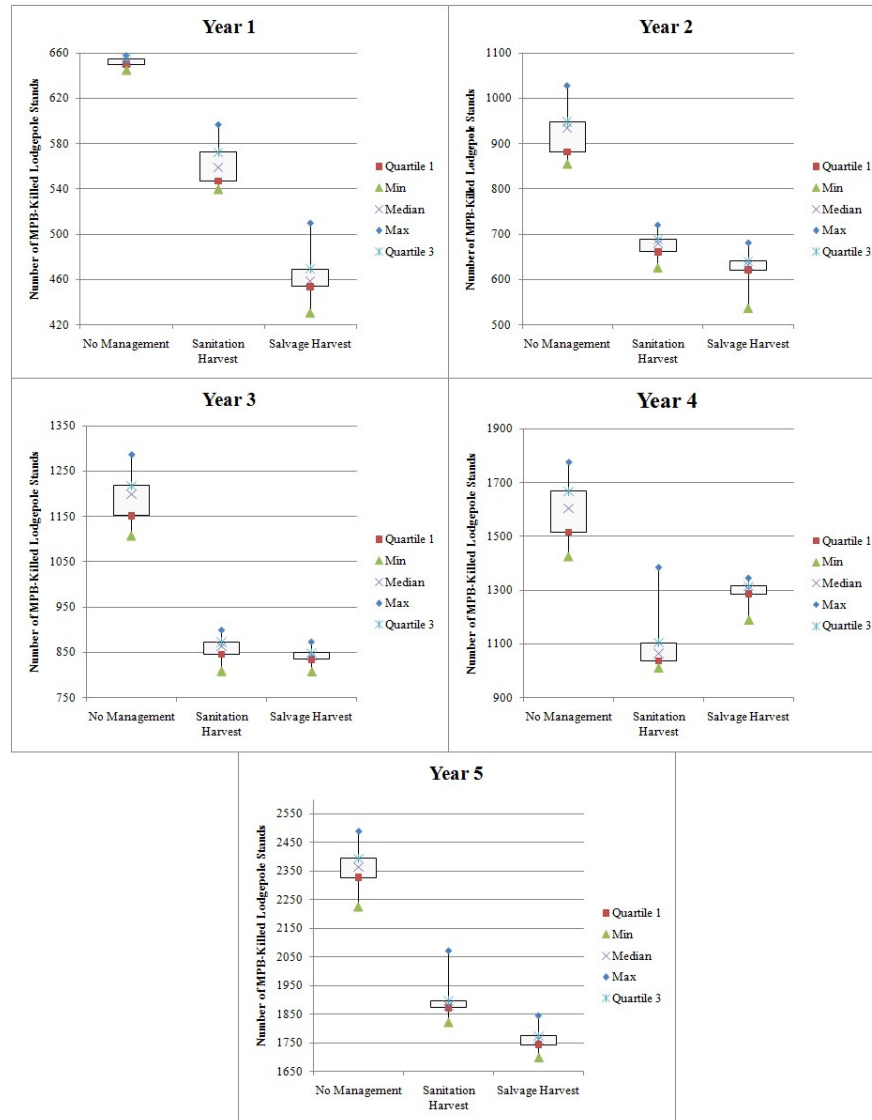 Year 1
Number of MPB-Killed Lodgepole Stands
660
620
580
540
500
460
420
No Management
Sanitation
Harvest
Salvage Harvest
Quartile 1
Min
Median
Max
Quartile 3
Year 2
Number of MPB-Killed Lodgepole Stands
1100
1000
900
800
700
600
500
No Management
Sanitation
Harvest
Salvage Harvest
Quartile 1
Min
Median
Max
Quartile 3
Year 3
Number of MPB-Killed Lodgepole Stands
1350
1250
1150
1050
950
850
750
No Management
Sanitation
Harvest
Salvage Harvest
Quartile 1
Min
Median
Max
Quartile 3
Year 4
Number of MPB-Killed Lodgepole Stands
1900
1700
1500
1300
1100
900
No Management
Sanitation
Harvest
Salvage Harvest
Quartile 1
Min
Median
Max
Quartile 3
Year 5
Number of MPB-Killed Lodgepole Stands
2550
2450
2350
2250
2150
2050
1950
1850
1750
1650
No Management
Sanitation
Harvest
Salvage Harvest
Quartile 1
Min
Median
Max
Quartile 3